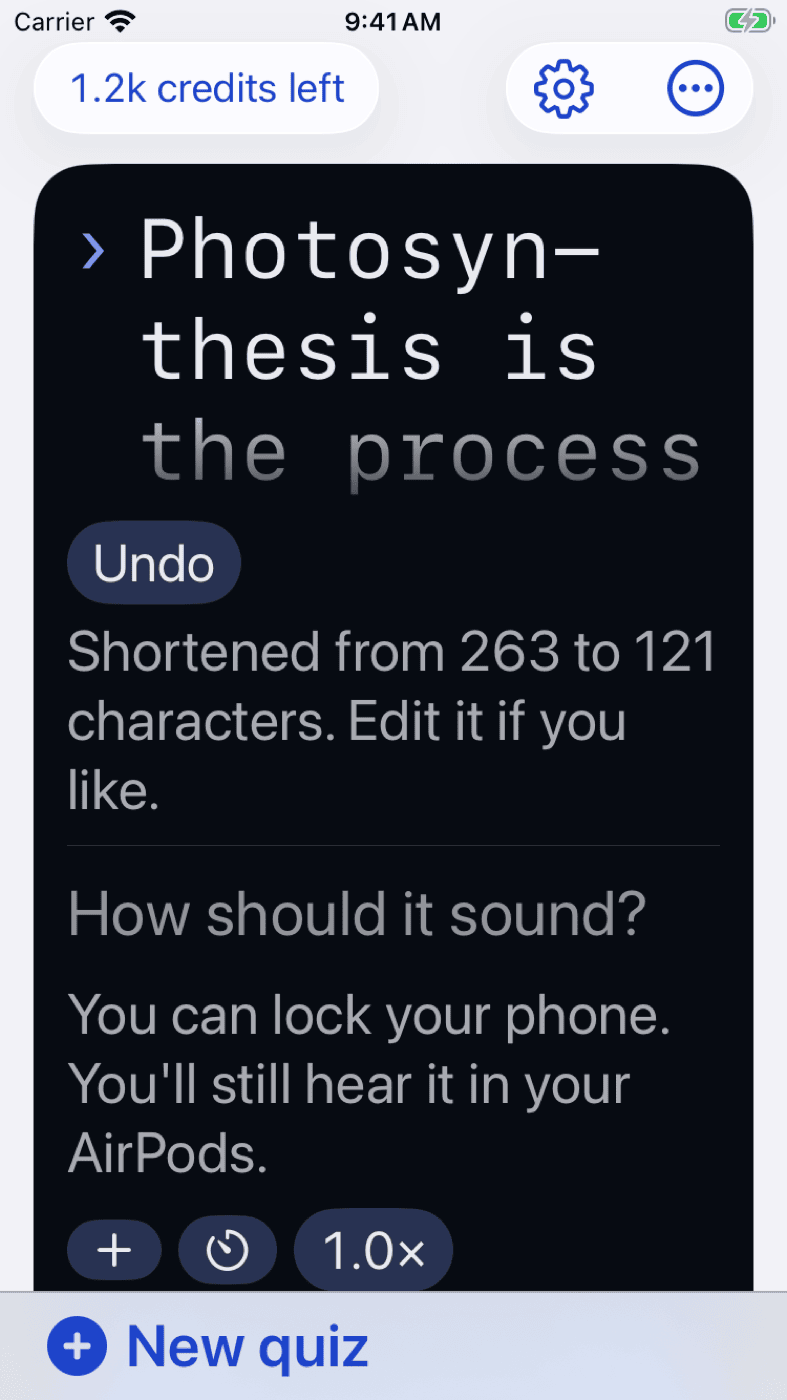 Carrier 9:41 AM
1.2k credits left
› Photosyn-
thesis is
the process
Undo
Shortened from 263 to 121
characters. Edit it if you
like.
How should it sound?
You can lock your phone.
You'll still hear it in your
AirPods.
1.0×
New quiz